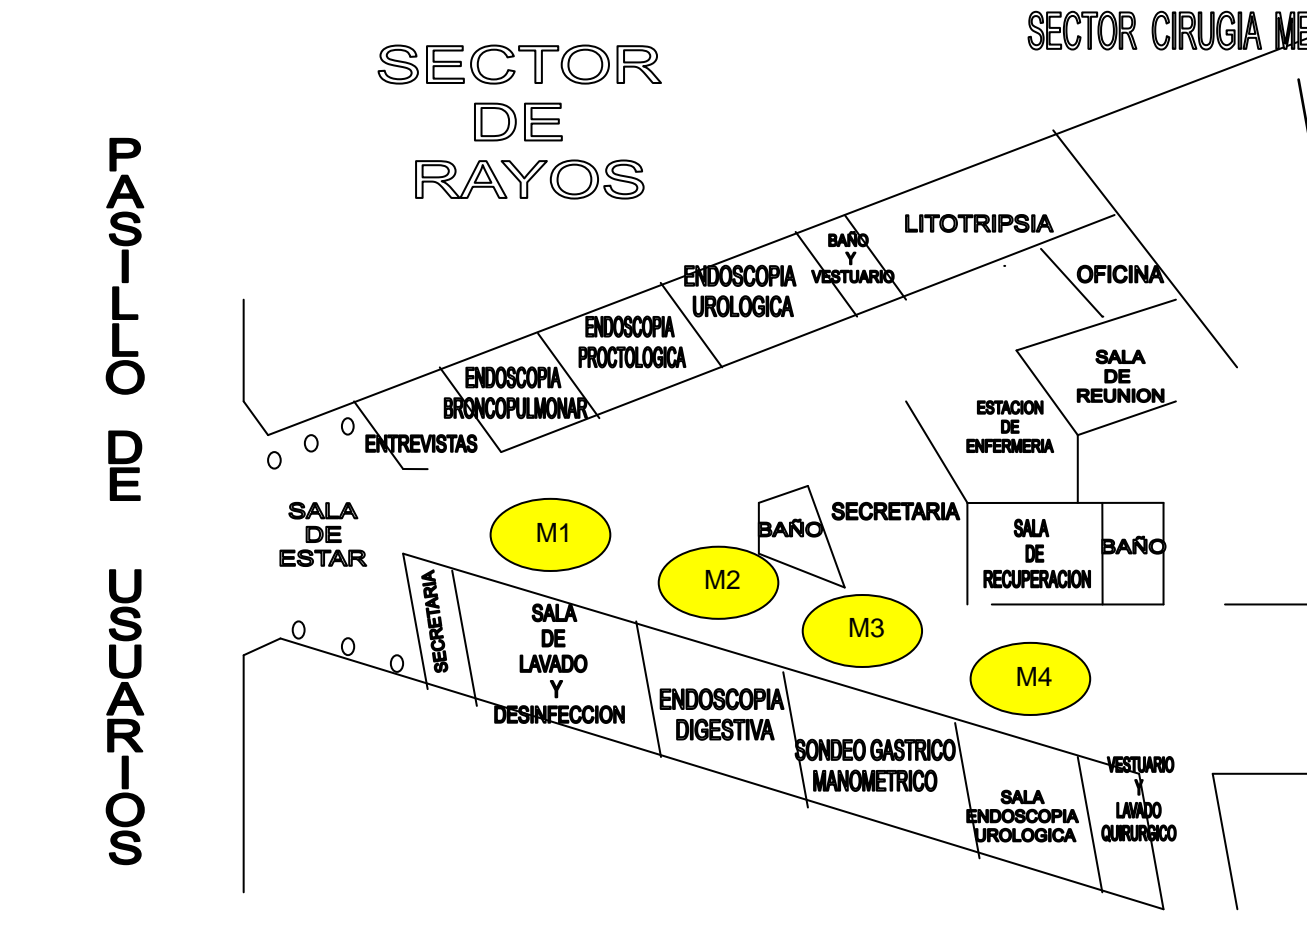 SECTOR CIRUGIA ME
SECTOR
DE
RAYOS
PASILLO DE USUARIOS
LITOTRIPSIA
BAÑO
Y
VESTUARIO
OFICINA
ENDOSCOPIA
UROLOGICA
ENDOSCOPIA
PROCTOLOGICA
SALA
DE
REUNION
ENDOSCOPIA
BRONCOPULMONAR
ESTACION
DE
ENFERMERIA
ENTREVISTAS
SALA
DE
ESTAR
M1
BAÑO
SECRETARIA
SALA
DE
RECUPERACION
BAÑO
M2
M3
M4
SECRETARIA
SALA
DE
LAVADO
Y
DESINFECCION
ENDOSCOPIA
DIGESTIVA
SONDEO GASTRICO
MANOMETRICO
SALA
ENDOSCOPIA
UROLOGICA
VESTUARIO
Y
LAVADO
QUIRURGICO